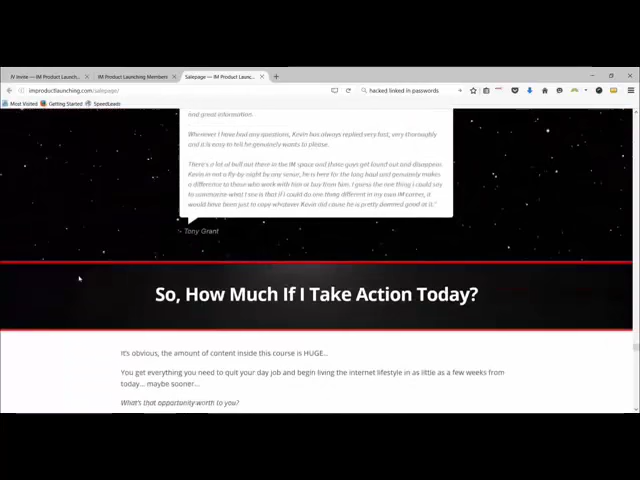 JV Invite — IM Product Launch...
IM Product Launching Members
Salepage — IM Product Launc...
improductlaunching.com/salepage/
hacked linked in passwords
Most Visited
Getting Started
SpeedLeads
and great information.
Whenever I have had any questions, Kevin has always replied very fast, very thoroughly
and it is easy to tell he genuinely wants to please.
There's a lot of bull out there in the IM space and those guys get found out and disappear.
Kevin is not a fly-by-night by any sense, he is here for the long haul and genuinely makes
a difference to those who work with him or buy from him. I guess the one thing I could say
to summarise what I see is that if I could do one thing different in my own IM career, it
would have been just to copy whatever Kevin did cause he is pretty damned good at it."
- Tony Grant
So, How Much If I Take Action Today?
It's obvious, the amount of content inside this course is HUGE...
You get everything you need to quit your day job and begin living the internet lifestyle in as little as a few weeks from
today... maybe sooner...
What's that opportunity worth to you?